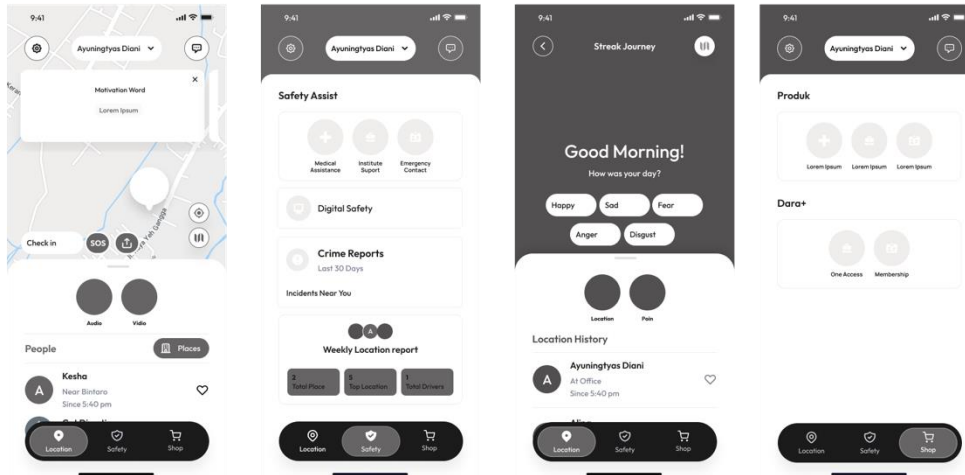 9:41
Ayuningtyas Diani
Motivation Word
Lorem Ipsum
Check in
SOS
Audio
Vidio
People
Places
A
Kesha
Near Bintaro
Since 5:40 pm
Location
Safety
Shop
9:41
Ayuningtyas Diani
Safety Assist
Medical Assistance
Institute Suport
Emergency Contact
Digital Safety
Crime Reports
Last 30 Days
Incidents Near You
A
Weekly Location report
3
Total Place
5
Top Location
1
Total Drivers
Location
Safety
Shop
9:41
Streak Journey
Good Morning!
How was your day?
Happy
Sad
Fear
Anger
Disgust
Location
Poin
Location History
A
Ayuningtyas Diani
At Office
Since 5:40 pm
Location
Safety
Shop
9:41
Ayuningtyas Diani
Produk
Lorem Ipsum
Lorem Ipsum
Lorem Ipsum
Dara+
One Access
Membership
Location
Safety
Shop